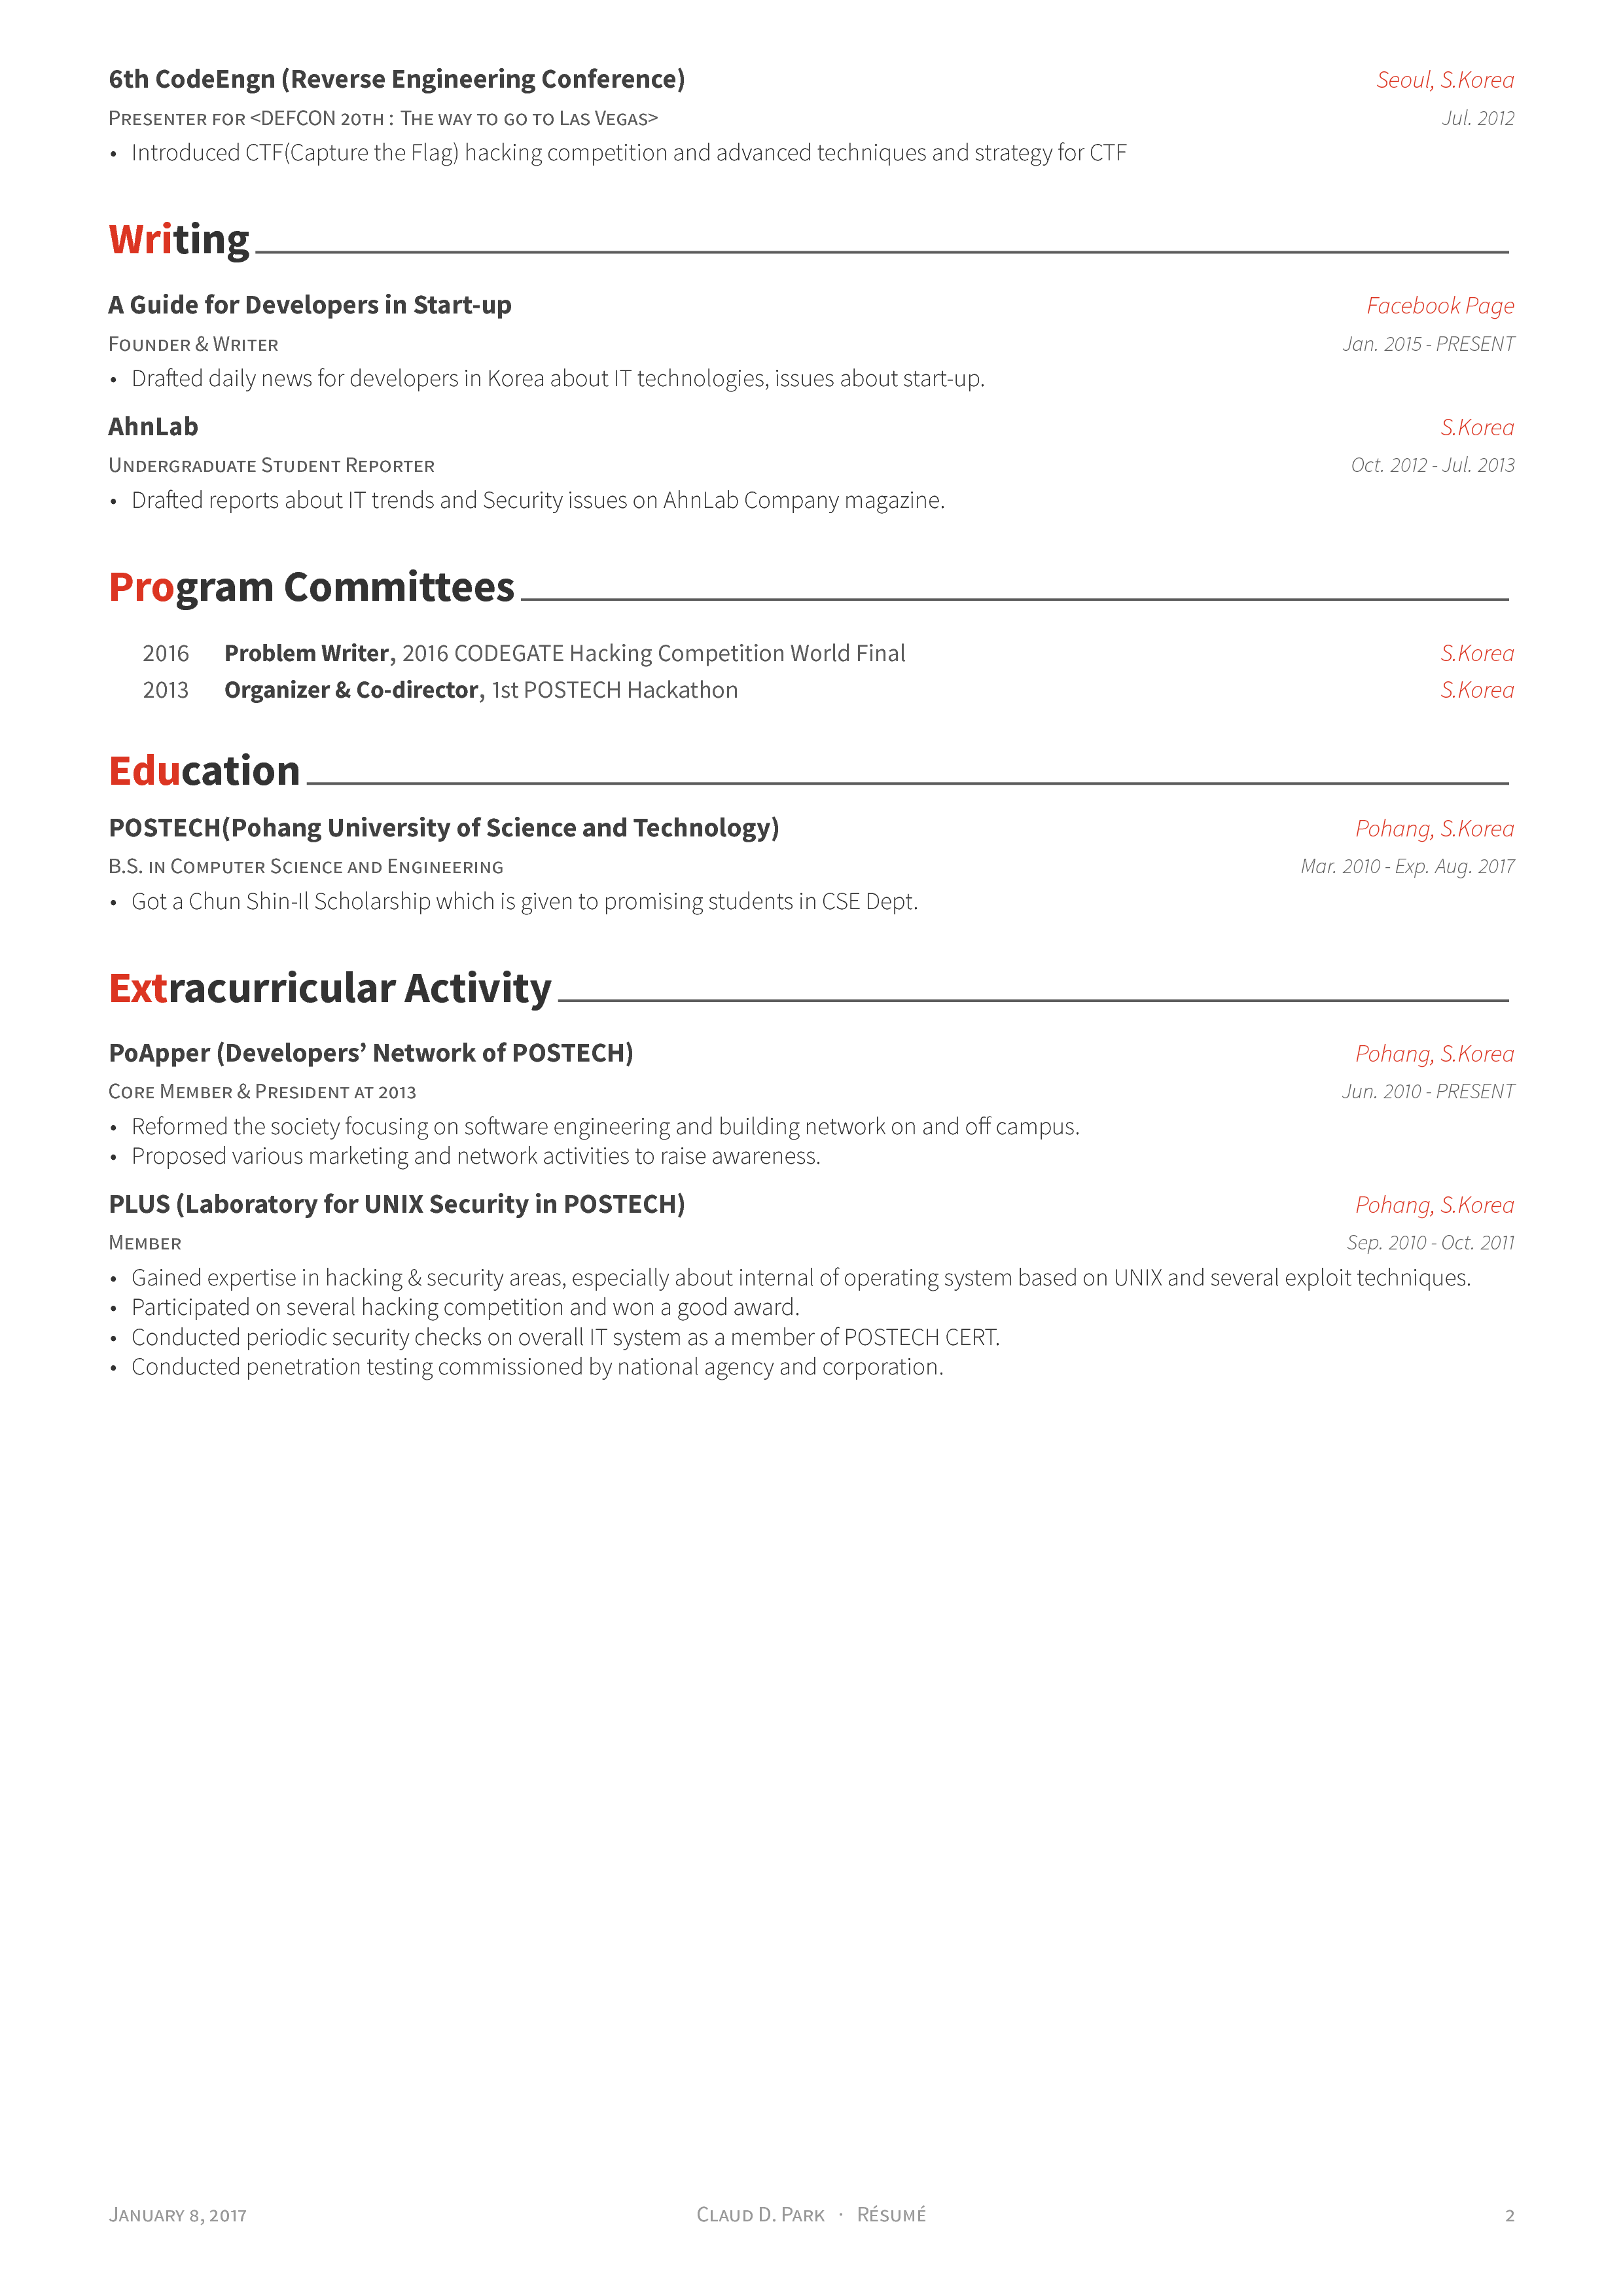 6th CodeEngn (Reverse Engineering Conference) Seoul, S.Korea
Presenter for <DEFCON 20th : The way to go to Las Vegas> Jul. 2012
• Introduced CTF(Capture the Flag) hacking competition and advanced techniques and strategy for CTF
Writing
A Guide for Developers in Start-up Facebook Page
Founder & Writer Jan. 2015 - PRESENT
• Drafted daily news for developers in Korea about IT technologies, issues about start-up.
AhnLab S.Korea
Undergraduate Student Reporter Oct. 2012 - Jul. 2013
• Drafted reports about IT trends and Security issues on AhnLab Company magazine.
Program Committees
2016 Problem Writer, 2016 CODEGATE Hacking Competition World Final S.Korea
2013 Organizer & Co-director, 1st POSTECH Hackathon S.Korea
Education
POSTECH(Pohang University of Science and Technology) Pohang, S.Korea
B.S. in Computer Science and Engineering Mar. 2010 - Exp. Aug. 2017
• Got a Chun Shin-Il Scholarship which is given to promising students in CSE Dept.
Extracurricular Activity
PoApper (Developers’ Network of POSTECH) Pohang, S.Korea
Core Member & President at 2013 Jun. 2010 - PRESENT
• Reformed the society focusing on software engineering and building network on and off campus.
• Proposed various marketing and network activities to raise awareness.
PLUS (Laboratory for UNIX Security in POSTECH) Pohang, S.Korea
Member Sep. 2010 - Oct. 2011
• Gained expertise in hacking & security areas, especially about internal of operating system based on UNIX and several exploit techniques.
• Participated on several hacking competition and won a good award.
• Conducted periodic security checks on overall IT system as a member of POSTECH CERT.
• Conducted penetration testing commissioned by national agency and corporation.
January 8, 2017 Claud D. Park · Résumé 2